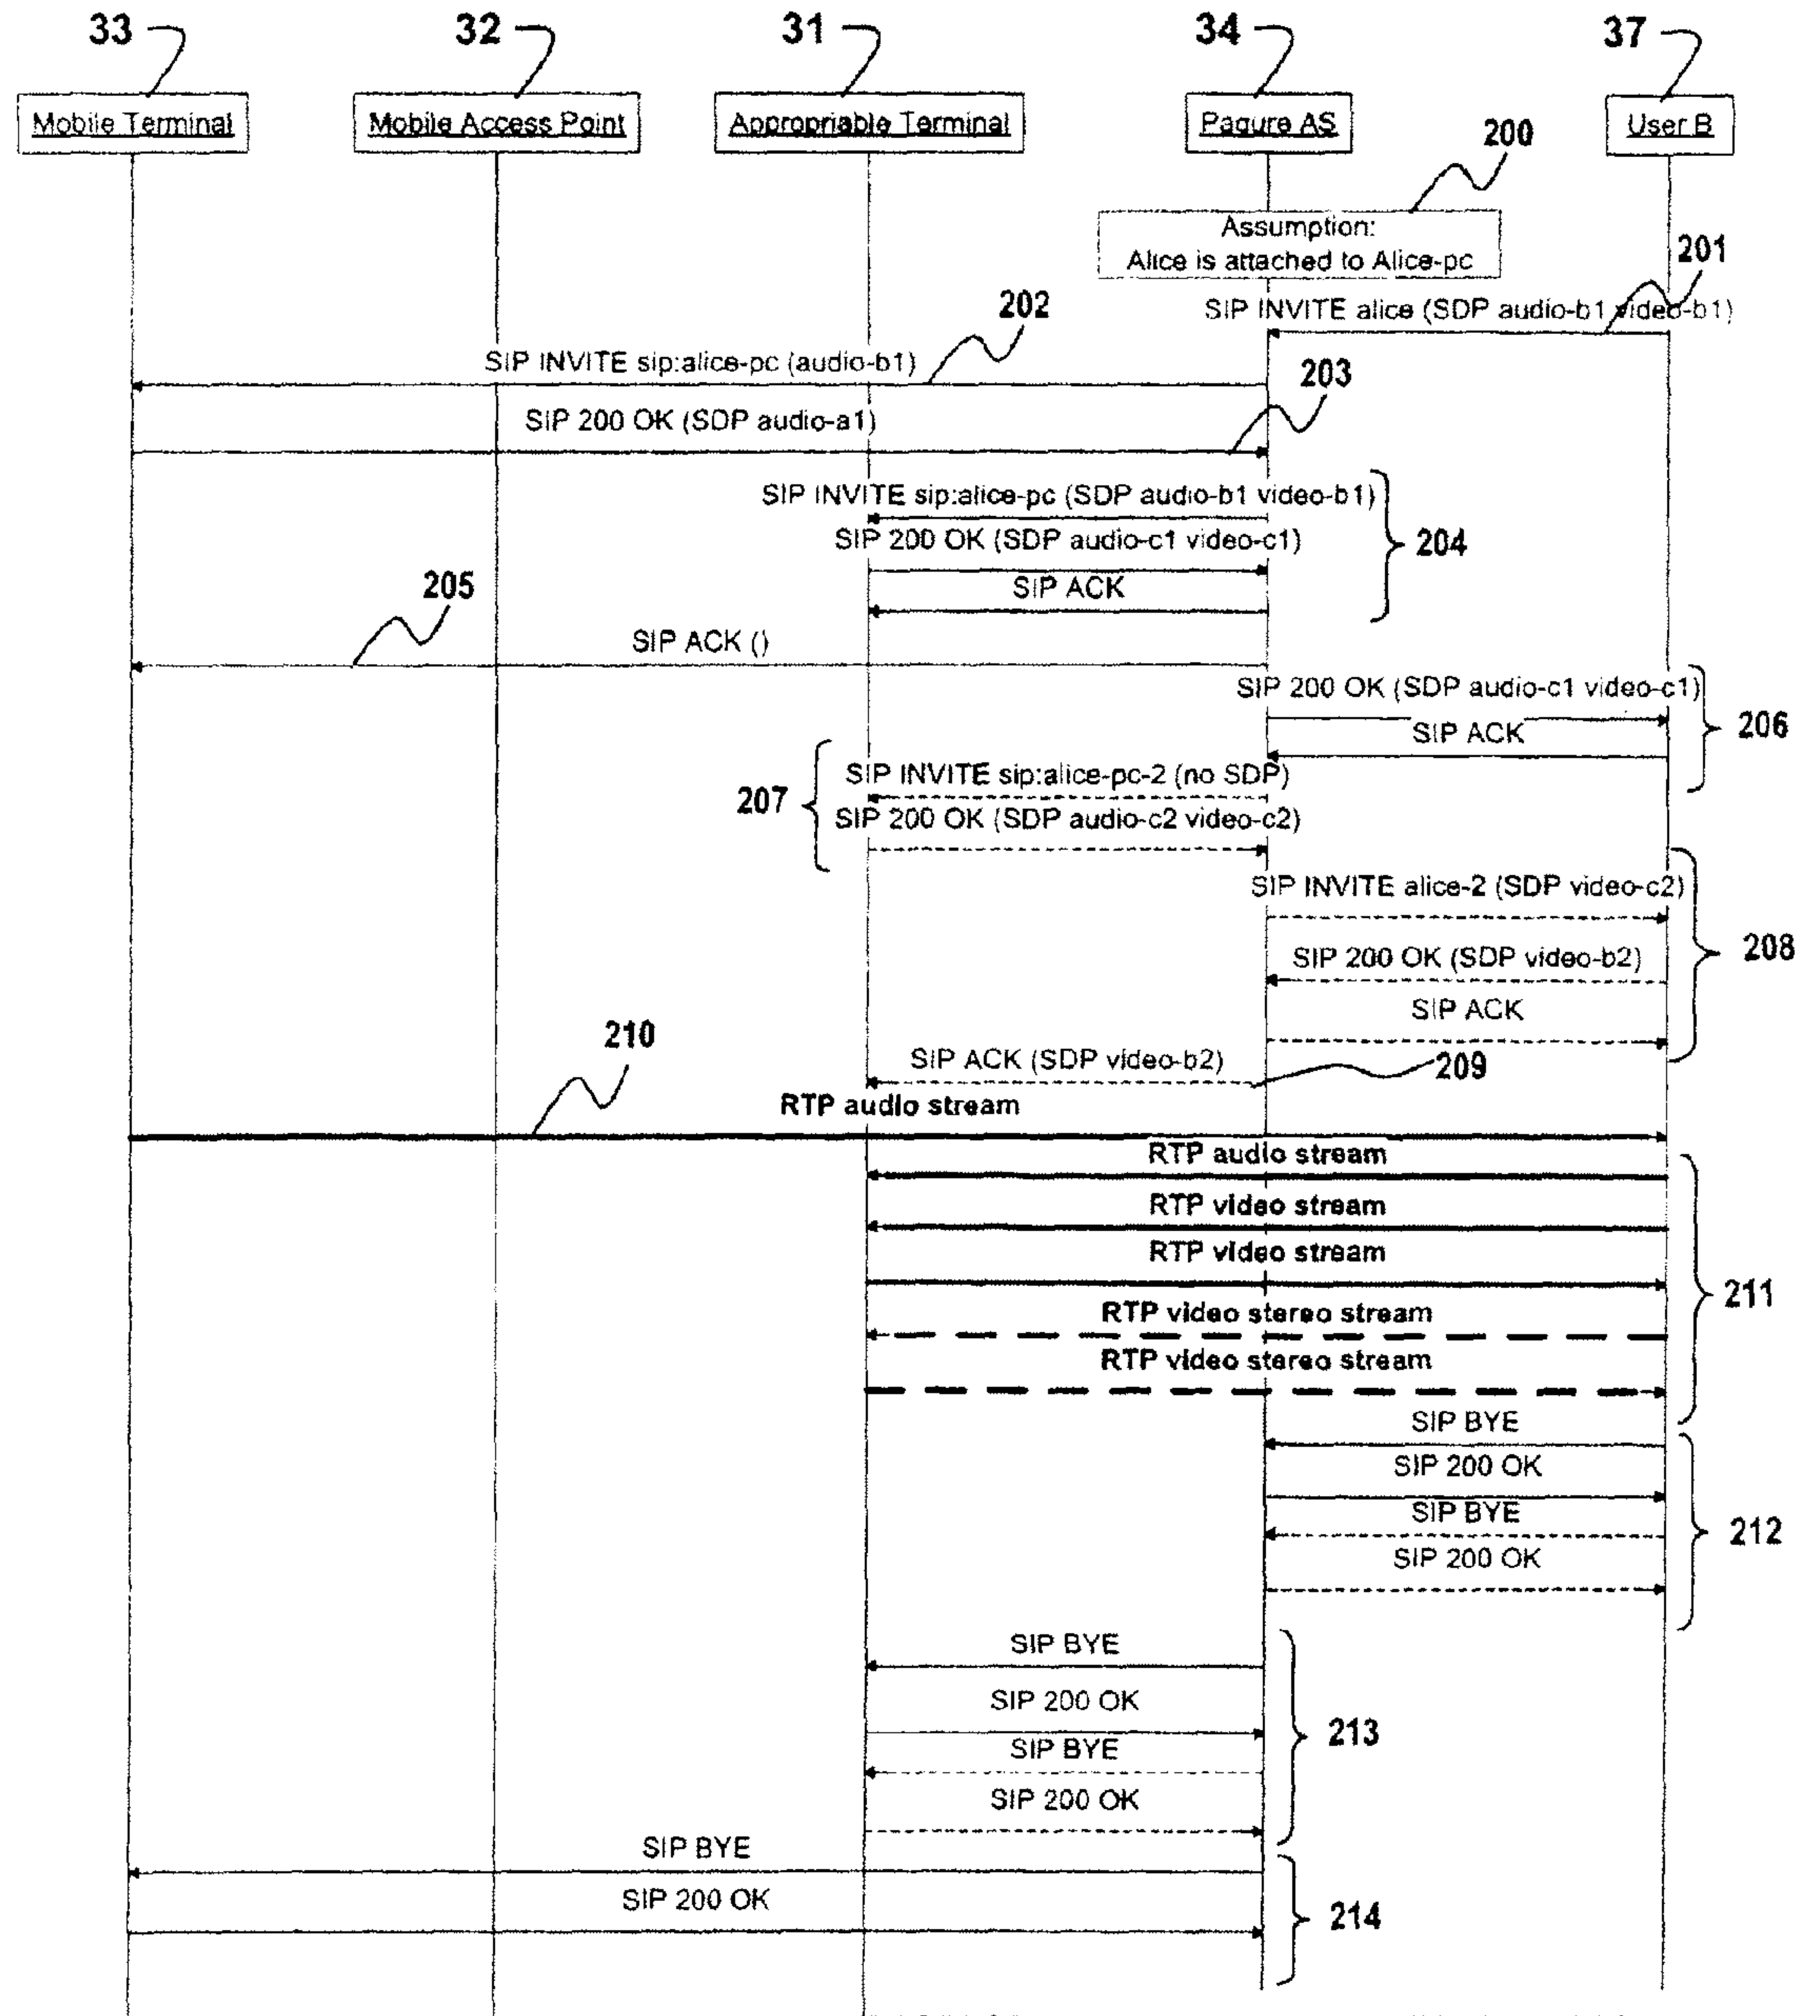 33
32
31
34
37
Mobile Terminal
Mobile Access Point
Appropriable Terminal
Pagure AS
User B
200
Assumption:
Alice is attached to Alice-pc
201
SIP INVITE alice (SDP audio-b1 video-b1)
202
SIP INVITE sip:alice-pc (audio-b1)
203
SIP 200 OK (SDP audio-a1)
SIP INVITE sip:alice-pc (SDP audio-b1 video-b1)
SIP 200 OK (SDP audio-c1 video-c1)
204
SIP ACK
205
SIP ACK ()
SIP 200 OK (SDP audio-c1 video-c1)
206
SIP ACK
SIP INVITE sip:alice-pc-2 (no SDP)
207
SIP 200 OK (SDP audio-c2 video-c2)
SIP INVITE alice-2 (SDP video-c2)
208
SIP 200 OK (SDP video-b2)
SIP ACK
210
SIP ACK (SDP video-b2)
209
RTP audio stream
RTP audio stream
RTP video stream
RTP video stream
211
RTP video stereo stream
RTP video stereo stream
SIP BYE
SIP 200 OK
SIP BYE
212
SIP 200 OK
SIP BYE
SIP 200 OK
213
SIP BYE
SIP 200 OK
SIP BYE
SIP 200 OK
214